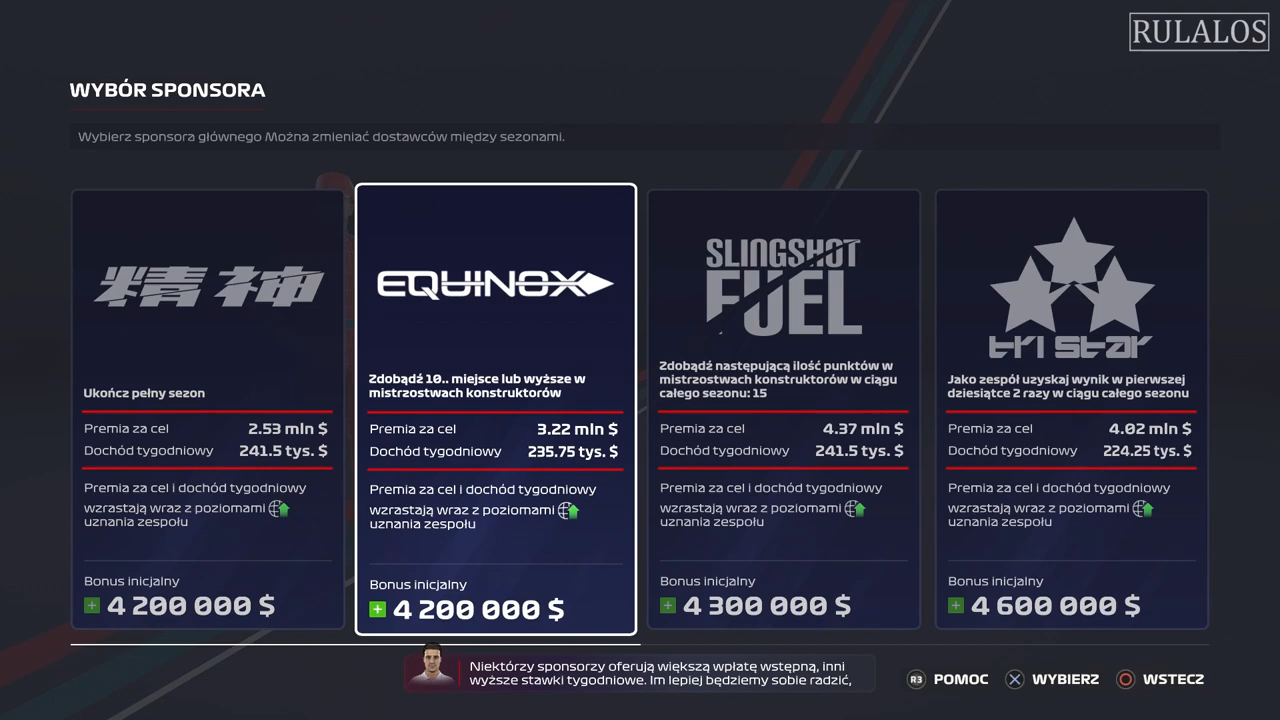 RULALOS
WYBÓR SPONSORA
Wybierz sponsora głównego Można zmieniać dostawców między sezonami.
精神
Ukończ pełny sezon
Premia za cel 2.53 mln $
Dochód tygodniowy 241.5 tys. $
Premia za cel i dochód tygodniowy
wzrastają wraz z poziomami
uznania zespołu
Bonus inicjalny
+ 4 200 000 $
EQUINOX
Zdobądź 10.. miejsce lub wyższe w
mistrzostwach konstruktorów
Premia za cel 3.22 mln $
Dochód tygodniowy 235.75 tys. $
Premia za cel i dochód tygodniowy
wzrastają wraz z poziomami
uznania zespołu
Bonus inicjalny
+ 4 200 000 $
SLINGSHOT
FUEL
Zdobądź następującą ilość punktów w
mistrzostwach konstruktorów w ciągu
całego sezonu: 15
Premia za cel 4.37 mln $
Dochód tygodniowy 241.5 tys. $
Premia za cel i dochód tygodniowy
wzrastają wraz z poziomami
uznania zespołu
Bonus inicjalny
+ 4 300 000 $
tri star
Jako zespół uzyskaj wynik w pierwszej
dziesiątce 2 razy w ciągu całego sezonu
Premia za cel 4.02 mln $
Dochód tygodniowy 224.25 tys. $
Premia za cel i dochód tygodniowy
wzrastają wraz z poziomami
uznania zespołu
Bonus inicjalny
+ 4 600 000 $
Niektórzy sponsorzy oferują większą wpłatę wstępną, inni
wyższe stawki tygodniowe. Im lepiej będziemy sobie radzić,
R3 POMOC WYBIERZ WSTECZ